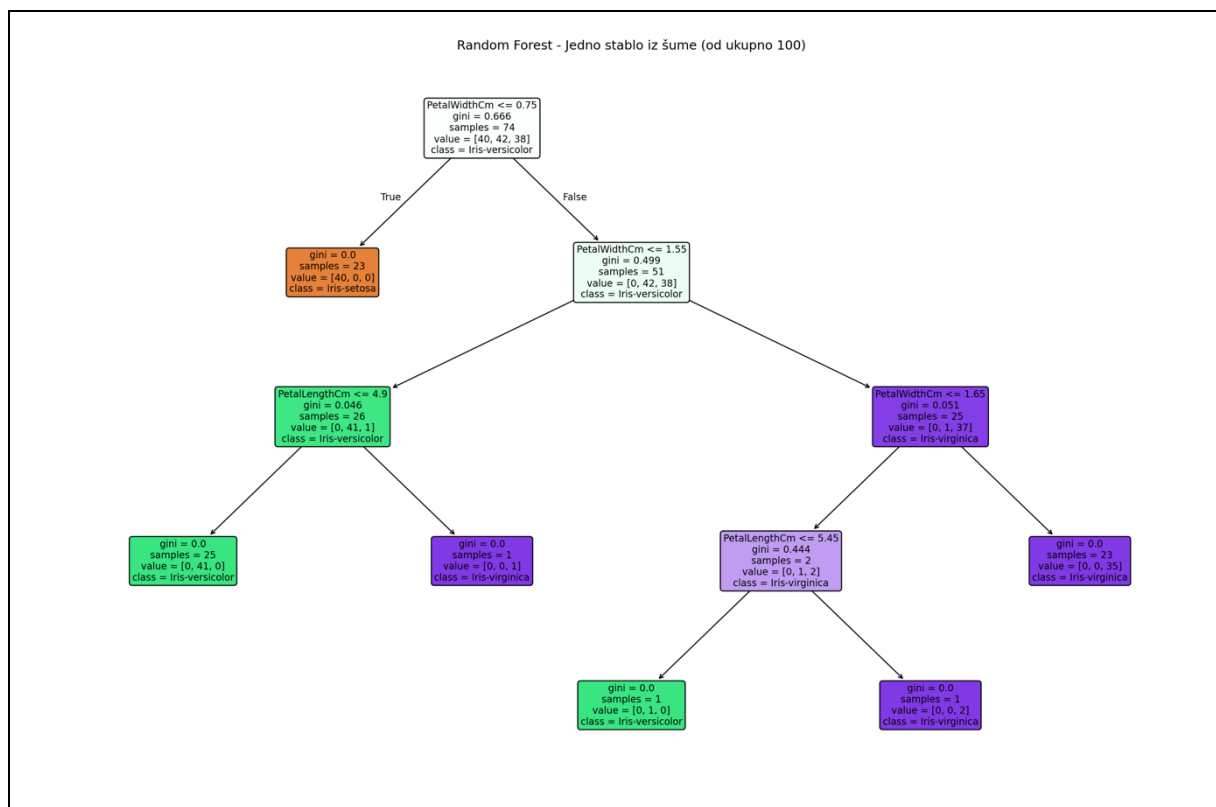 Random Forest - Jedno stablo iz šume (od ukupno 100)
PetalWidthCm <= 0.75
gini = 0.666
samples = 74
value = [40, 42, 38]
class = Iris-versicolor
True
False
gini = 0.0
samples = 23
value = [40, 0, 0]
class = Iris-setosa
PetalWidthCm <= 1.55
gini = 0.499
samples = 51
value = [0, 42, 38]
class = Iris-versicolor
PetalLengthCm <= 4.9
gini = 0.046
samples = 26
value = [0, 41, 1]
class = Iris-versicolor
PetalWidthCm <= 1.65
gini = 0.051
samples = 25
value = [0, 1, 37]
class = Iris-virginica
gini = 0.0
samples = 25
value = [0, 41, 0]
class = Iris-versicolor
gini = 0.0
samples = 1
value = [0, 0, 1]
class = Iris-virginica
PetalLengthCm <= 5.45
gini = 0.444
samples = 2
value = [0, 1, 2]
class = Iris-virginica
gini = 0.0
samples = 23
value = [0, 0, 35]
class = Iris-virginica
gini = 0.0
samples = 1
value = [0, 1, 0]
class = Iris-versicolor
gini = 0.0
samples = 1
value = [0, 0, 2]
class = Iris-virginica